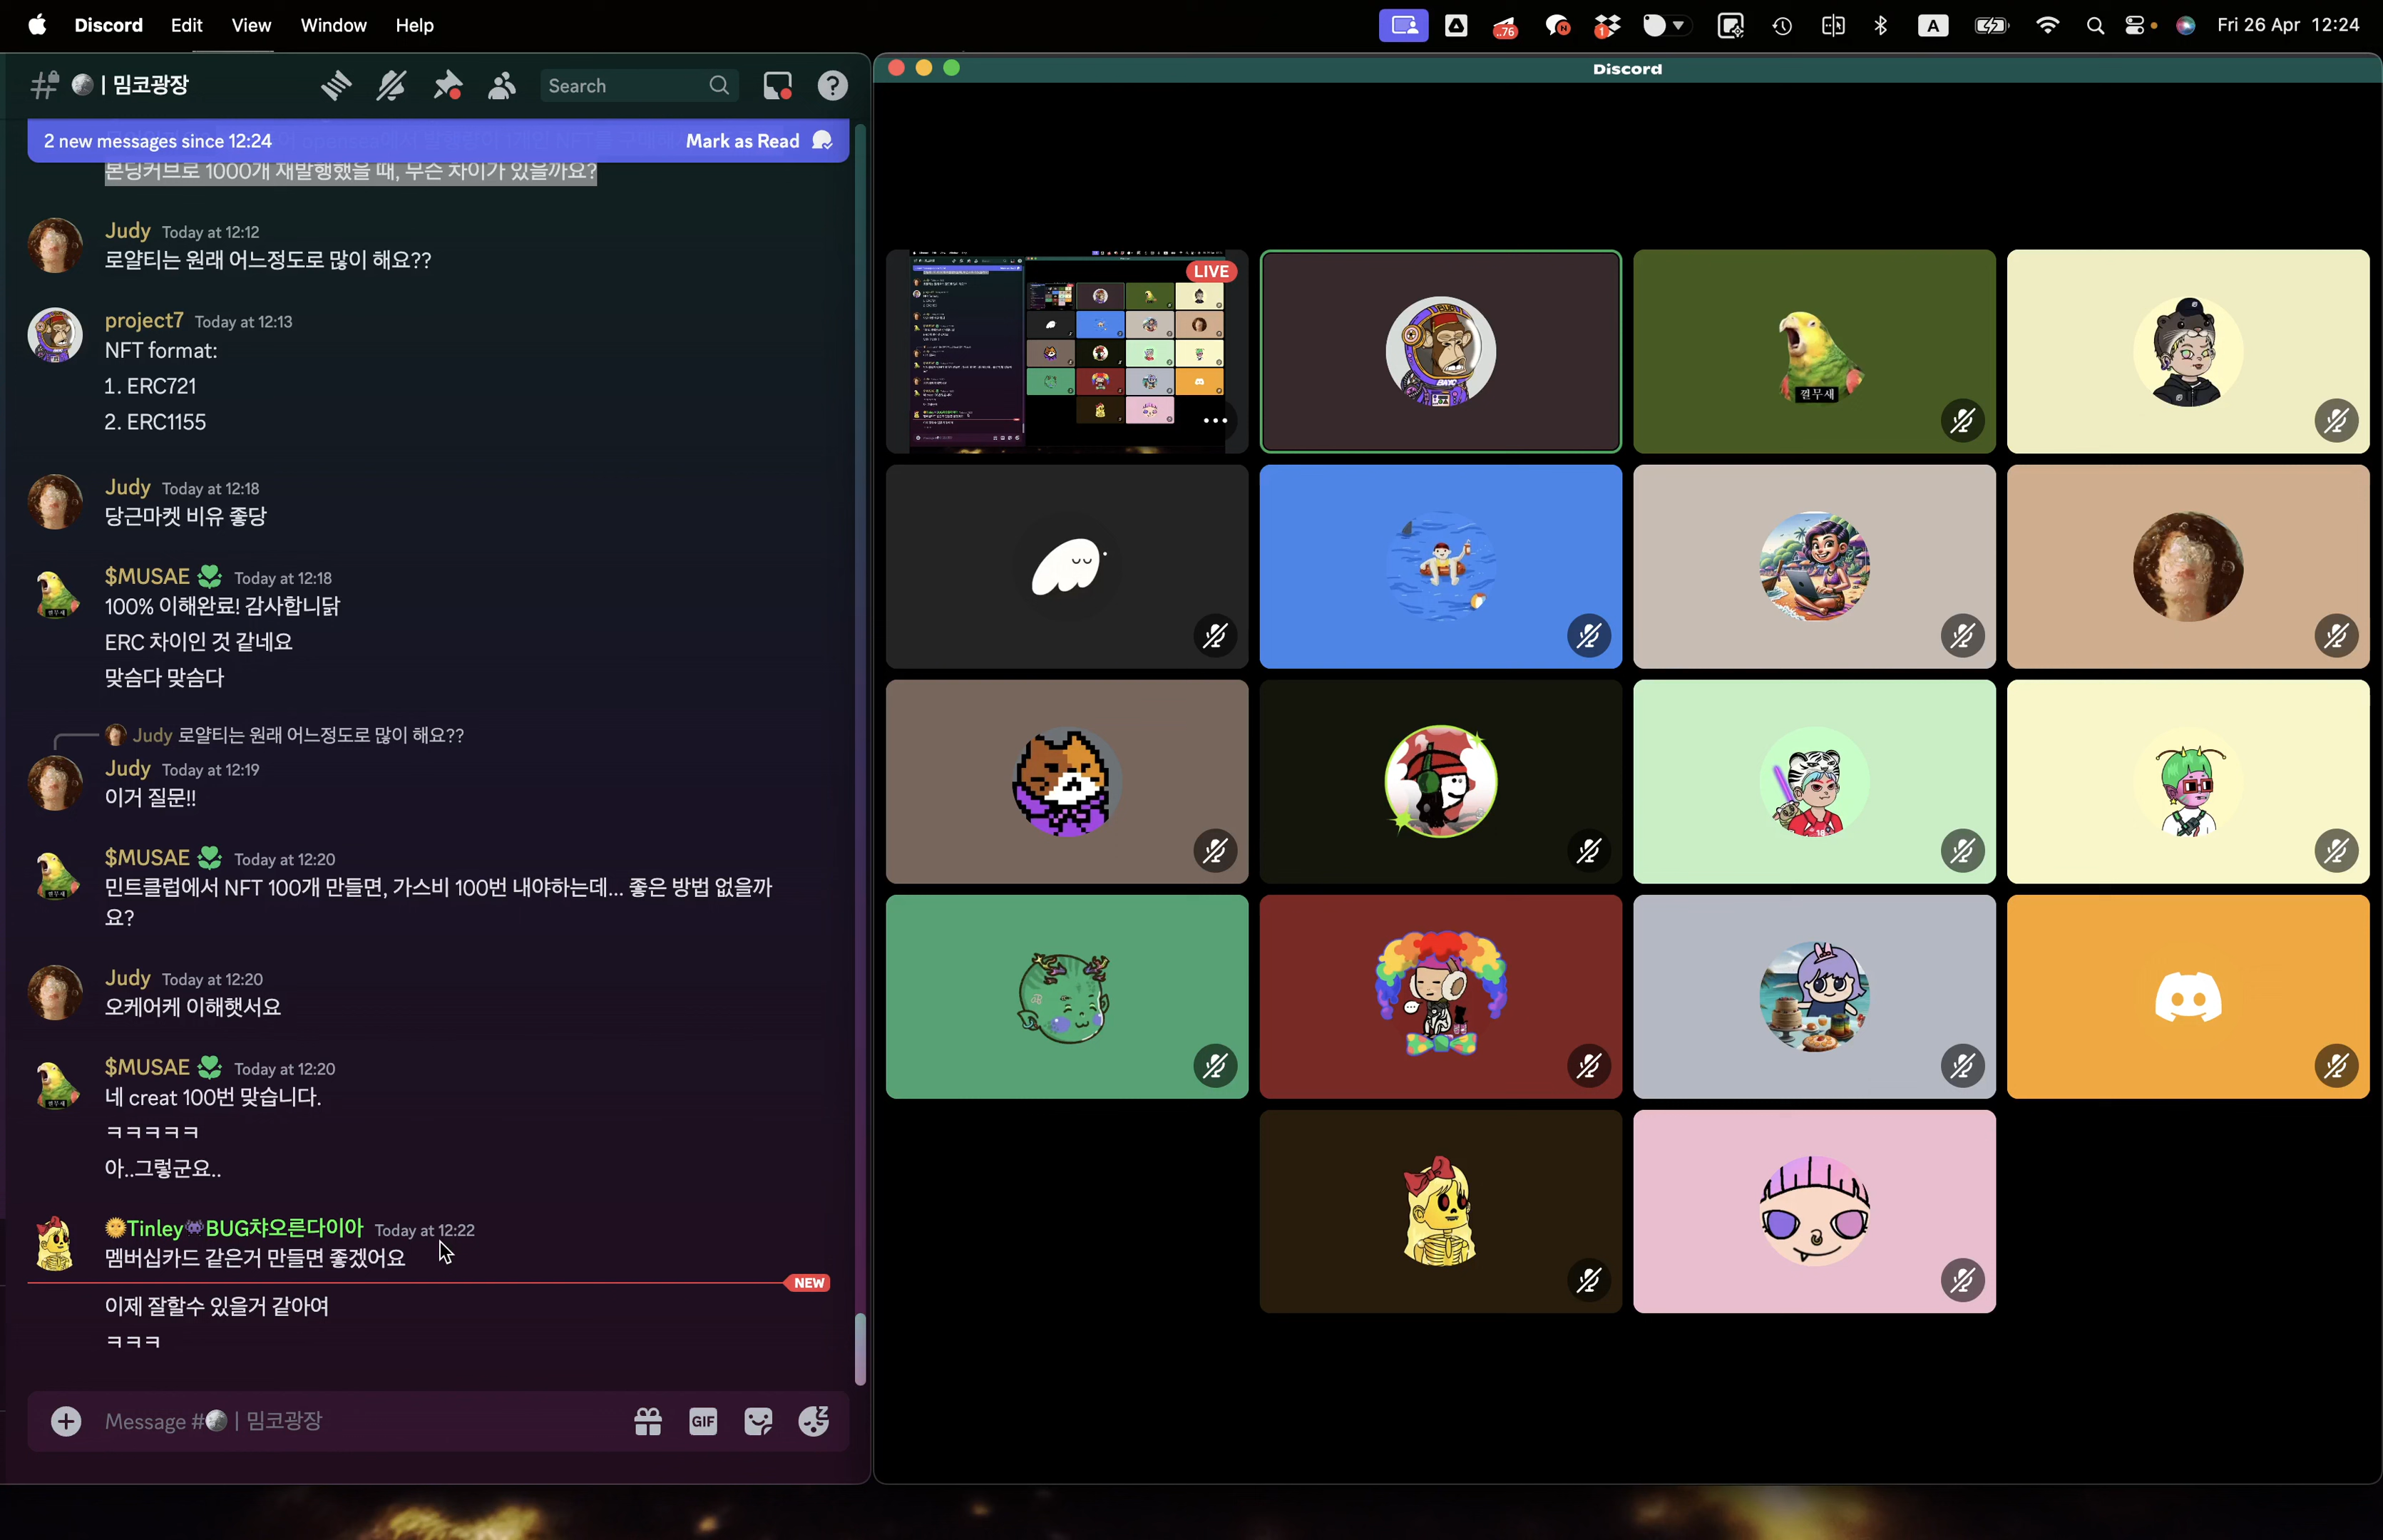 Discord Edit View Window Help
..76
N
1
A
Fri 26 Apr 12:24
# | 밈코광장
Search
Discord
2 new messages since 12:24
Mark as Read
본딩커브로 1000개 재발행했을 때, 무슨 차이가 있을까요?
Judy Today at 12:12
로얄티는 원래 어느정도로 많이 해요??
project7 Today at 12:13
NFT format:
1. ERC721
2. ERC1155
Judy Today at 12:18
당근마켓 비유 좋당
$MUSAE Today at 12:18
100% 이해완료! 감사합니닭
ERC 차이인 것 같네요
맞슴다 맞슴다
Judy 로얄티는 원래 어느정도로 많이 해요??
Judy Today at 12:19
이거 질문!!
$MUSAE Today at 12:20
민트클럽에서 NFT 100개 만들면, 가스비 100번 내야하는데... 좋은 방법 없을까
요?
Judy Today at 12:20
오케어케 이해햇서요
$MUSAE Today at 12:20
네 creat 100번 맞습니다.
ㅋㅋㅋㅋㅋ
아..그렇군요..
🌞Tinley👾BUG챠오른다이아 Today at 12:22
멤버십카드 같은거 만들면 좋겠어요
NEW
이제 잘할수 있을거 같아여
ㅋㅋㅋ
Message # | 밈코광장
GIF
LIVE
BAYC
껄무새